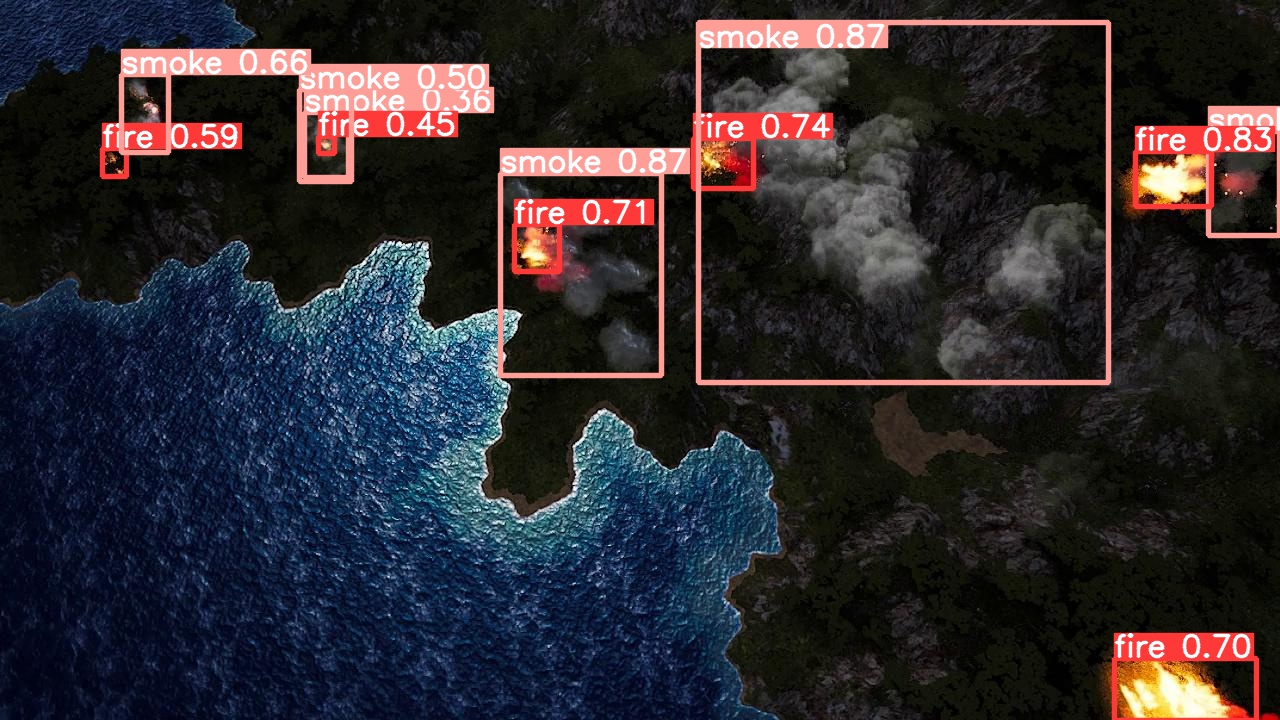 smoke 0.87
smoke 0.66
smoke 0.50
smoke 0.36
fire 0.45
fire 0.74
fire 0.59
fire 0.83
smoke 0.87
fire 0.71
fire 0.70